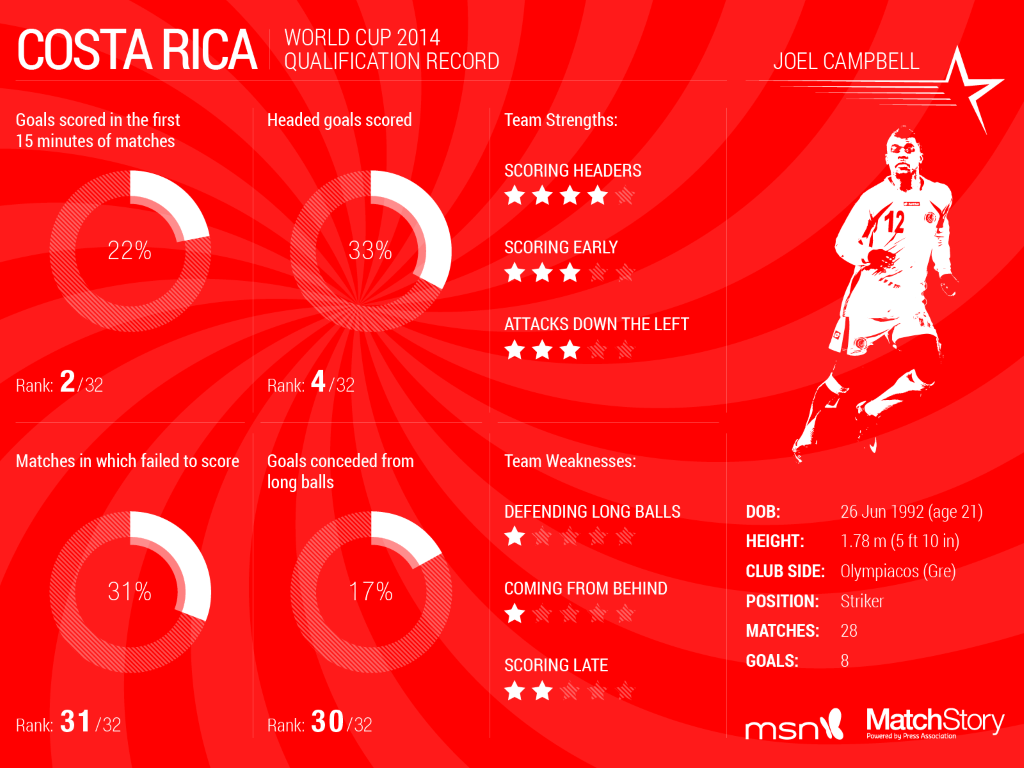 COSTA RICA
WORLD CUP 2014
QUALIFICATION RECORD
JOEL CAMPBELL
Goals scored in the first
15 minutes of matches
22%
Rank: 2/32
Headed goals scored
33%
Rank: 4/32
Team Strengths:
SCORING HEADERS
SCORING EARLY
ATTACKS DOWN THE LEFT
12
Matches in which failed to score
31%
Rank: 31/32
Goals conceded from
long balls
17%
Rank: 30/32
Team Weaknesses:
DEFENDING LONG BALLS
COMING FROM BEHIND
SCORING LATE
DOB: 26 Jun 1992 (age 21)
HEIGHT: 1.78 m (5 ft 10 in)
CLUB SIDE: Olympiacos (Gre)
POSITION: Striker
MATCHES: 28
GOALS: 8
msn
MatchStory
Powered by Press Association